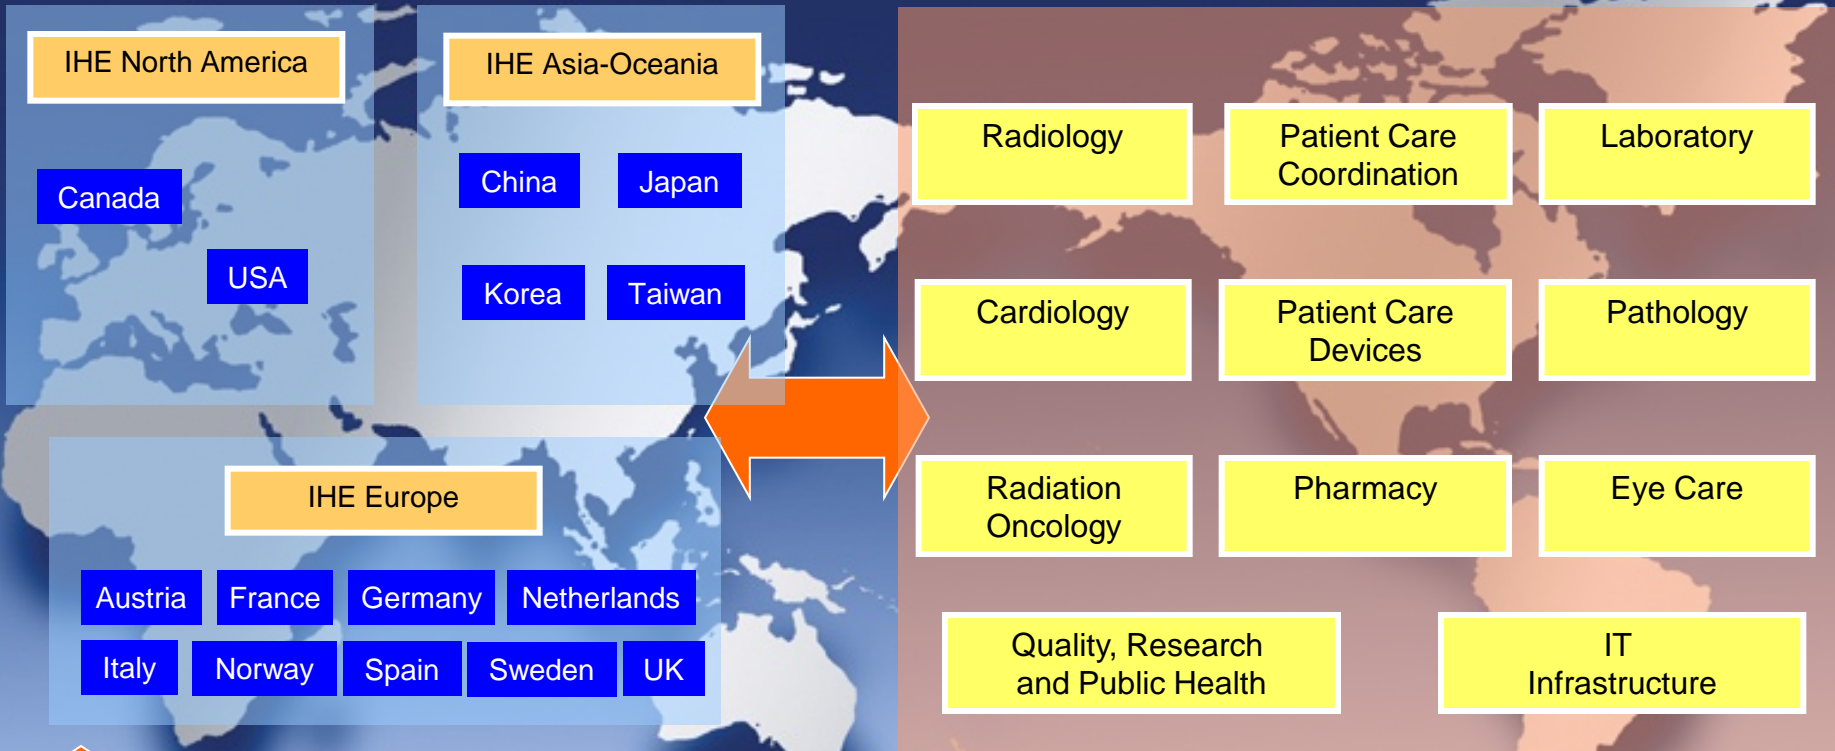 IHE North America
Canada
USA
IHE Asia-Oceania
China
Japan
Korea
Taiwan
IHE Europe
Austria
France
Germany
Netherlands
Italy
Norway
Spain
Sweden
UK
Radiology
Patient Care
Coordination
Laboratory
Cardiology
Patient Care
Devices
Pathology
Radiation
Oncology
Pharmacy
Eye Care
Quality, Research
and Public Health
IT
Infrastructure